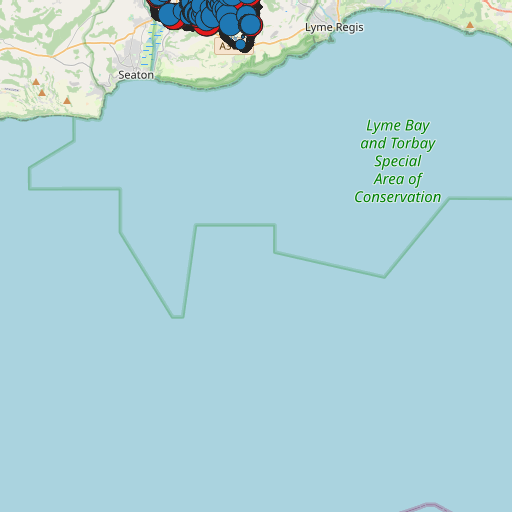 Lyme Regis
Seaton
Lyme Bay
and Torbay
Special
Area of
Conservation